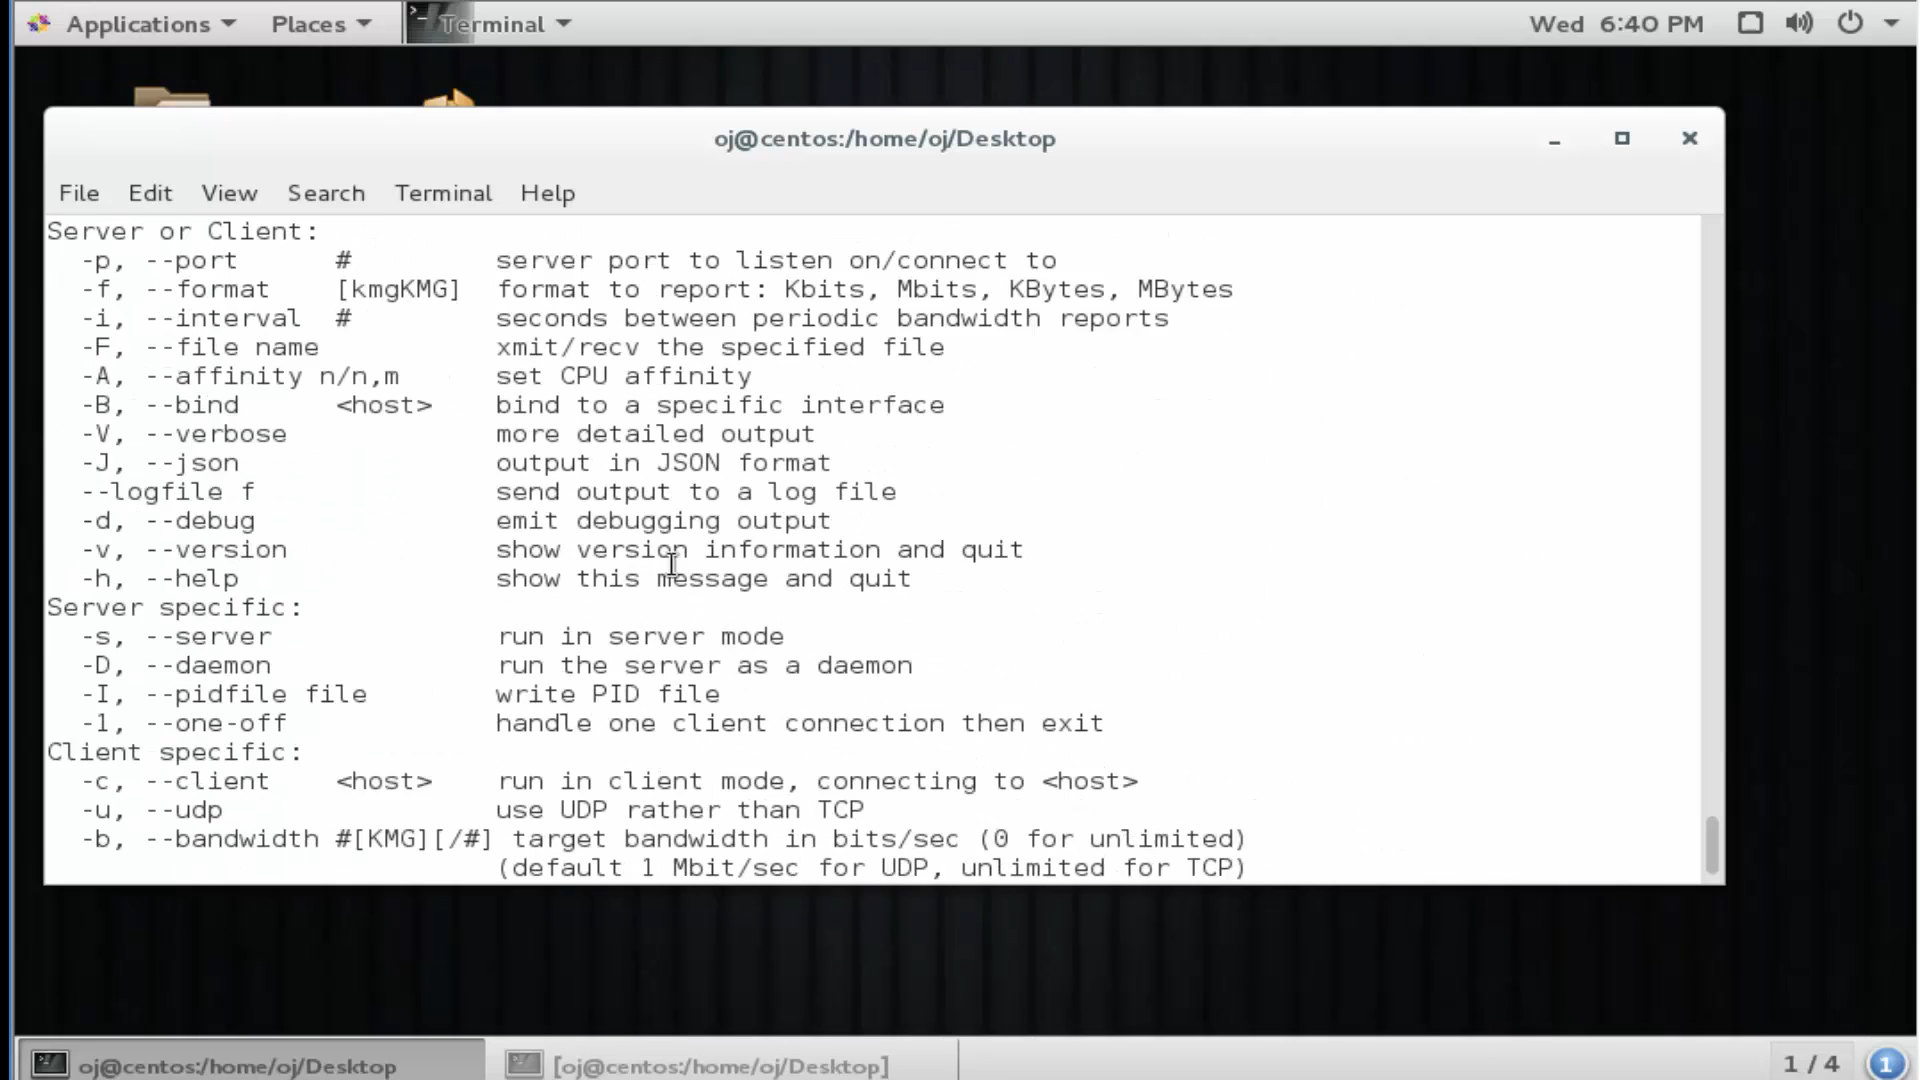 Applications Places Terminal Wed 6:40 PM
oj@centos:/home/oj/Desktop
File Edit View Search Terminal Help
Server or Client:
-p, --port # server port to listen on/connect to
-f, --format [kmgKMG] format to report: Kbits, Mbits, KBytes, MBytes
-i, --interval # seconds between periodic bandwidth reports
-F, --file name xmit/recv the specified file
-A, --affinity n/n,m set CPU affinity
-B, --bind <host> bind to a specific interface
-V, --verbose more detailed output
-J, --json output in JSON format
--logfile f send output to a log file
-d, --debug emit debugging output
-v, --version show version information and quit
-h, --help show this message and quit
Server specific:
-s, --server run in server mode
-D, --daemon run the server as a daemon
-I, --pidfile file write PID file
-1, --one-off handle one client connection then exit
Client specific:
-c, --client <host> run in client mode, connecting to <host>
-u, --udp use UDP rather than TCP
-b, --bandwidth #[KMG][/#] target bandwidth in bits/sec (0 for unlimited)
(default 1 Mbit/sec for UDP, unlimited for TCP)
oj@centos:/home/oj/Desktop [oj@centos:/home/oj/Desktop] 1 / 4 1